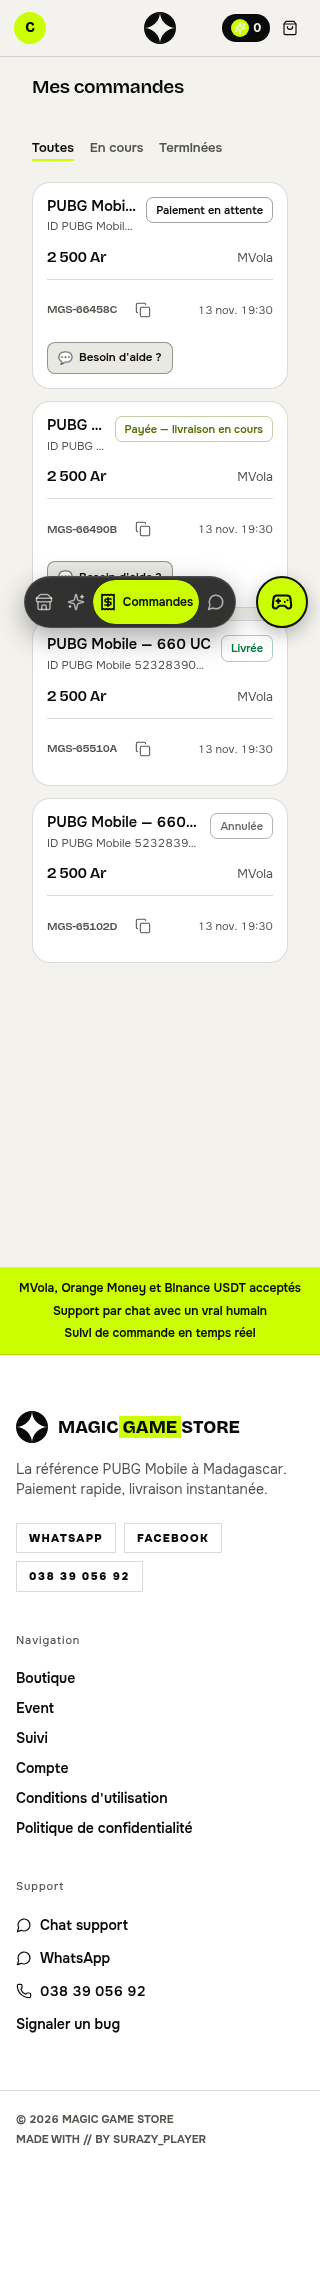 C
0
Mes commandes
Toutes En cours Terminées
PUBG Mobi... Paiement en attente
ID PUBG Mobil...
2 500 Ar MVola
MGS-66458C 13 nov. 19:30
Besoin d'aide ?
PUBG ... Payée — livraison en cours
ID PUBG ...
2 500 Ar MVola
MGS-66490B 13 nov. 19:30
Besoin d'aide ?
Commandes
PUBG Mobile — 660 UC Livrée
ID PUBG Mobile 52328390...
2 500 Ar MVola
MGS-65510A 13 nov. 19:30
PUBG Mobile — 660... Annulée
ID PUBG Mobile 5232839...
2 500 Ar MVola
MGS-65102D 13 nov. 19:30
MVola, Orange Money et Binance USDT acceptés
Support par chat avec un vrai humain
Suivi de commande en temps réel
MAGIC GAME STORE
La référence PUBG Mobile à Madagascar.
Paiement rapide, livraison instantanée.
WHATSAPP FACEBOOK
038 39 056 92
Navigation
Boutique
Event
Suivi
Compte
Conditions d'utilisation
Politique de confidentialité
Support
Chat support
WhatsApp
038 39 056 92
Signaler un bug
© 2026 MAGIC GAME STORE
MADE WITH // BY SURAZY_PLAYER